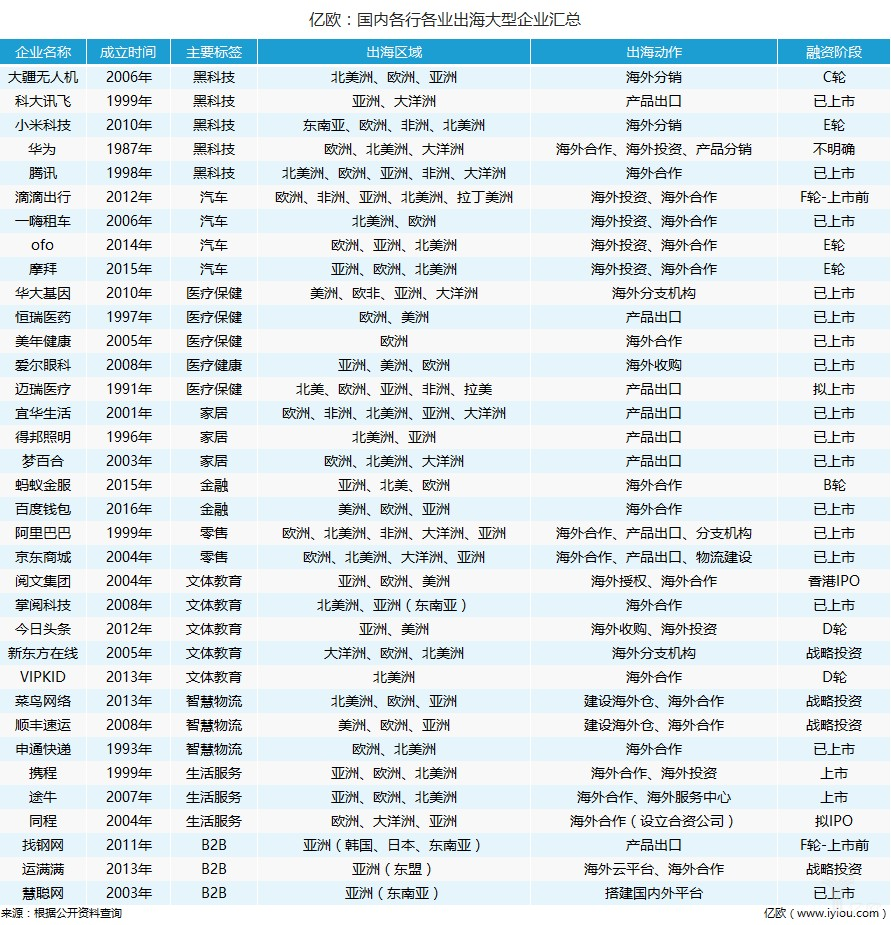 亿欧：国内各行各业出海大型企业汇总
企业名称 成立时间 主要标签 出海区域 出海动作 融资阶段
大疆无人机 2006年 黑科技 北美洲、欧洲、亚洲 海外分销 C轮
科大讯飞 1999年 黑科技 亚洲、大洋洲 产品出口 已上市
小米科技 2010年 黑科技 东南亚、欧洲、非洲、北美洲 海外分销 E轮
华为 1987年 黑科技 欧洲、北美洲、大洋洲 海外合作、海外投资、产品分销 不明确
腾讯 1998年 黑科技 北美洲、欧洲、亚洲、非洲、大洋洲 海外合作 已上市
滴滴出行 2012年 汽车 欧洲、非洲、亚洲、北美洲、拉丁美洲 海外投资、海外合作 F轮-上市前
一嗨租车 2006年 汽车 北美洲、欧洲 海外投资、海外合作 已上市
ofo 2014年 汽车 欧洲、亚洲、北美洲 海外投资、海外合作 E轮
摩拜 2015年 汽车 亚洲、欧洲、北美洲 海外投资、海外合作 E轮
华大基因 2010年 医疗保健 美洲、欧非、亚洲、大洋洲 海外分支机构 已上市
恒瑞医药 1997年 医疗保健 欧洲、美洲 产品出口 已上市
美年健康 2005年 医疗保健 欧洲 海外合作 已上市
爱尔眼科 2008年 医疗健康 亚洲、美洲、欧洲 海外收购 已上市
迈瑞医疗 1991年 医疗保健 北美、欧洲、亚洲、非洲、拉美 产品出口 拟上市
宜华生活 2001年 家居 欧洲、非洲、北美洲、亚洲、大洋洲 产品出口 已上市
得邦照明 1996年 家居 北美洲、亚洲 产品出口 已上市
梦百合 2003年 家居 欧洲、北美洲、大洋洲 产品出口 已上市
蚂蚁金服 2015年 金融 亚洲、北美、欧洲 海外合作 B轮
百度钱包 2016年 金融 美洲、欧洲、亚洲 海外合作 已上市
阿里巴巴 1999年 零售 欧洲、北美洲、非洲、大洋洲、亚洲 海外合作、产品出口、分支机构 已上市
京东商城 2004年 零售 欧洲、北美洲、大洋洲、亚洲 海外合作、产品出口、物流建设 已上市
阅文集团 2004年 文体教育 亚洲、欧洲、美洲 海外授权、海外合作 香港IPO
掌阅科技 2008年 文体教育 北美洲、亚洲（东南亚） 海外合作 已上市
今日头条 2012年 文体教育 亚洲、美洲 海外收购、海外投资 D轮
新东方在线 2005年 文体教育 大洋洲、欧洲、北美洲 海外分支机构 战略投资
VIPKID 2013年 文体教育 北美洲 海外合作 D轮
菜鸟网络 2013年 智慧物流 北美洲、欧洲、亚洲 建设海外仓、海外合作 战略投资
顺丰速运 2008年 智慧物流 美洲、欧洲、亚洲 建设海外仓、海外合作 战略投资
申通快递 1993年 智慧物流 欧洲、北美洲 海外合作 已上市
携程 1999年 生活服务 亚洲、欧洲、北美洲 海外合作、海外投资 上市
途牛 2007年 生活服务 亚洲、欧洲、北美洲 海外合作、海外服务中心 上市
同程 2004年 生活服务 欧洲、大洋洲、亚洲 海外合作（设立合资公司） 拟IPO
找钢网 2011年 B2B 亚洲（韩国、日本、东南亚） 产品出口 F轮-上市前
运满满 2013年 B2B 亚洲（东盟） 海外云平台、海外合作 战略投资
慧聪网 2003年 B2B 亚洲（东南亚） 搭建国内外平台 已上市
来源：根据公开资料查询 亿欧（www.iyiou.com）